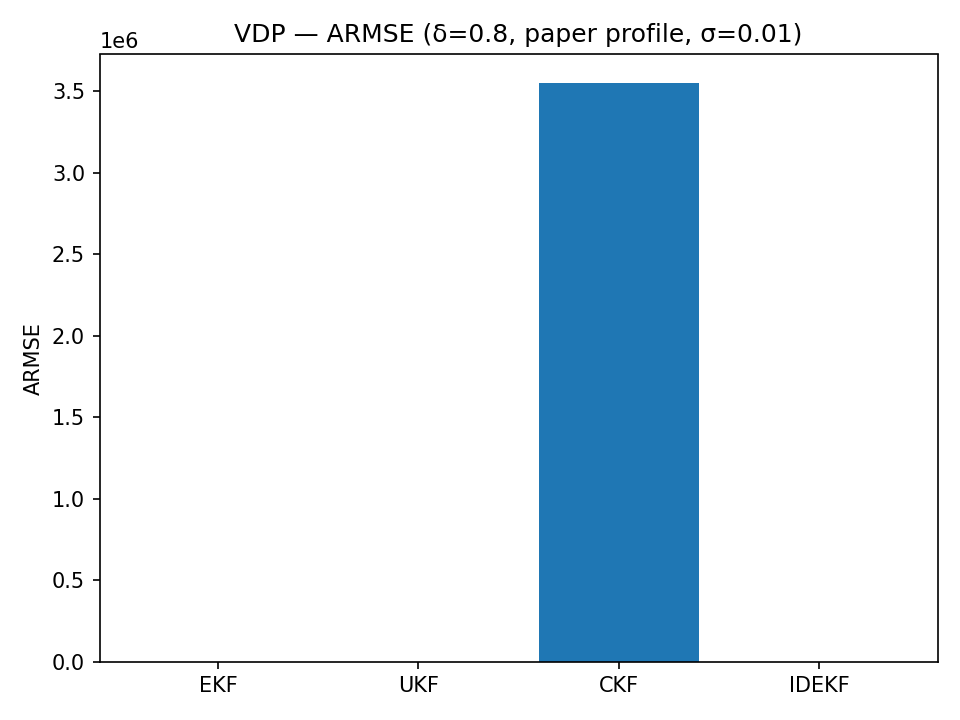 VDP — ARMSE (δ=0.8, paper profile, σ=0.01)
1e6
3.5
3.0
2.5
2.0
1.5
1.0
0.5
0.0
ARMSE
EKF UKF CKF IDEKF